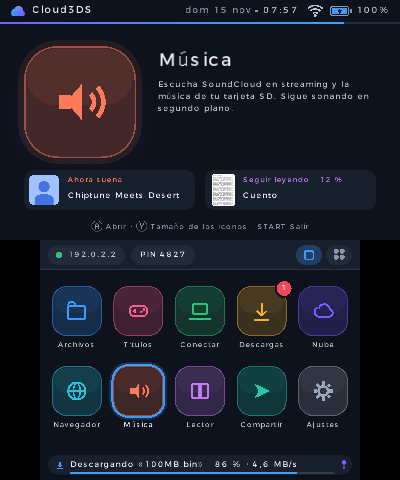 Cloud3DS
dom 15 nov - 07:57
100%
Música
Escucha SoundCloud en streaming y la
música de tu tarjeta SD. Sigue sonando en
segundo plano.
Ahora suena
Chiptune Meets Desert
Seguir leyendo 12 %
Cuento
Ⓐ Abrir · Ⓨ Tamaño de los iconos · START Salir
192.0.2.2
PIN 4827
1
Archivos
Títulos
Conectar
Descargas
Nube
Navegador
Música
Lector
Compartir
Ajustes
Descargando «100MB.bin» 86 % · 4,6 MB/s